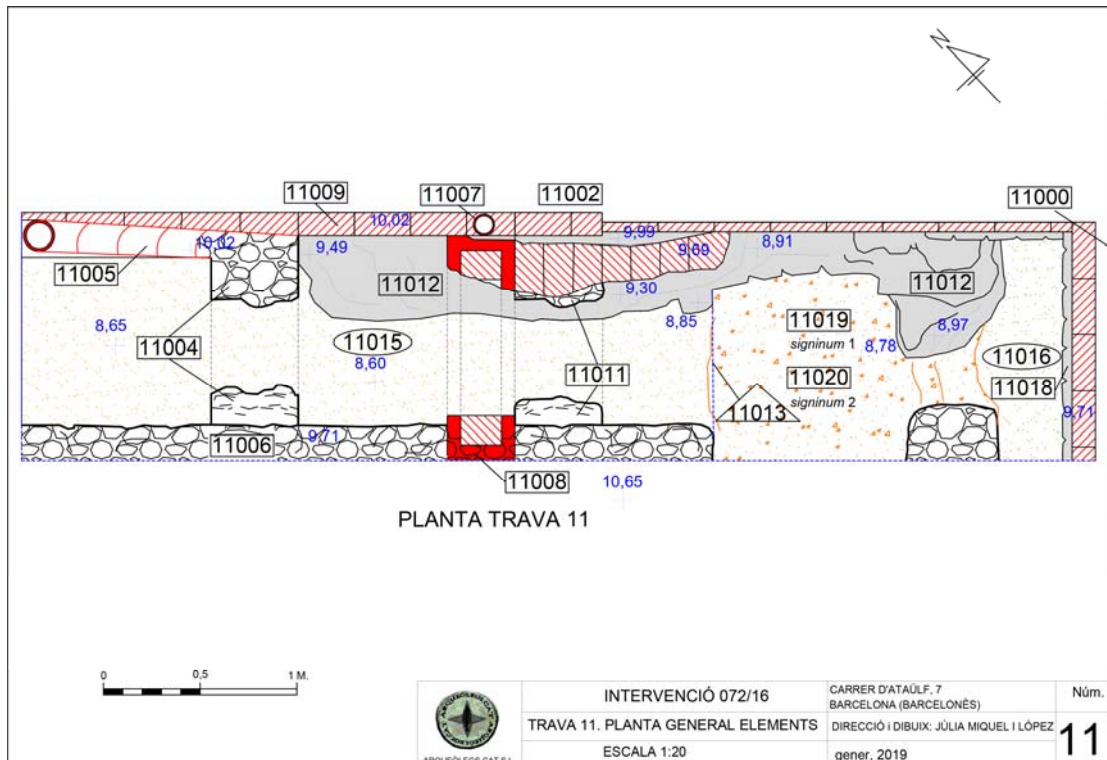 N
11009
11007
11002
11000
10,02
9,99
10,02
9,49
9,69
8,91
11005
11012
9,30
11012
8,65
11004
11015
8,60
8,85
11019
signinum 1
8,78
8,97
11016
11011
11020
signinum 2
11018
11013
9,71
11006
9,71
11008
10,65
PLANTA TRAVA 11
0
0,5
1 M.
INTERVENCIÓ 072/16
CARRER D'ATAÜLF, 7
BARCELONA (BARCELONÈS)
Núm.
TRAVA 11. PLANTA GENERAL ELEMENTS
DIRECCIÓ i DIBUIX: JÚLIA MIQUEL I LÓPEZ
11
ESCALA 1:20
gener, 2019
ARQUEÒLEGS.CAT S.L.